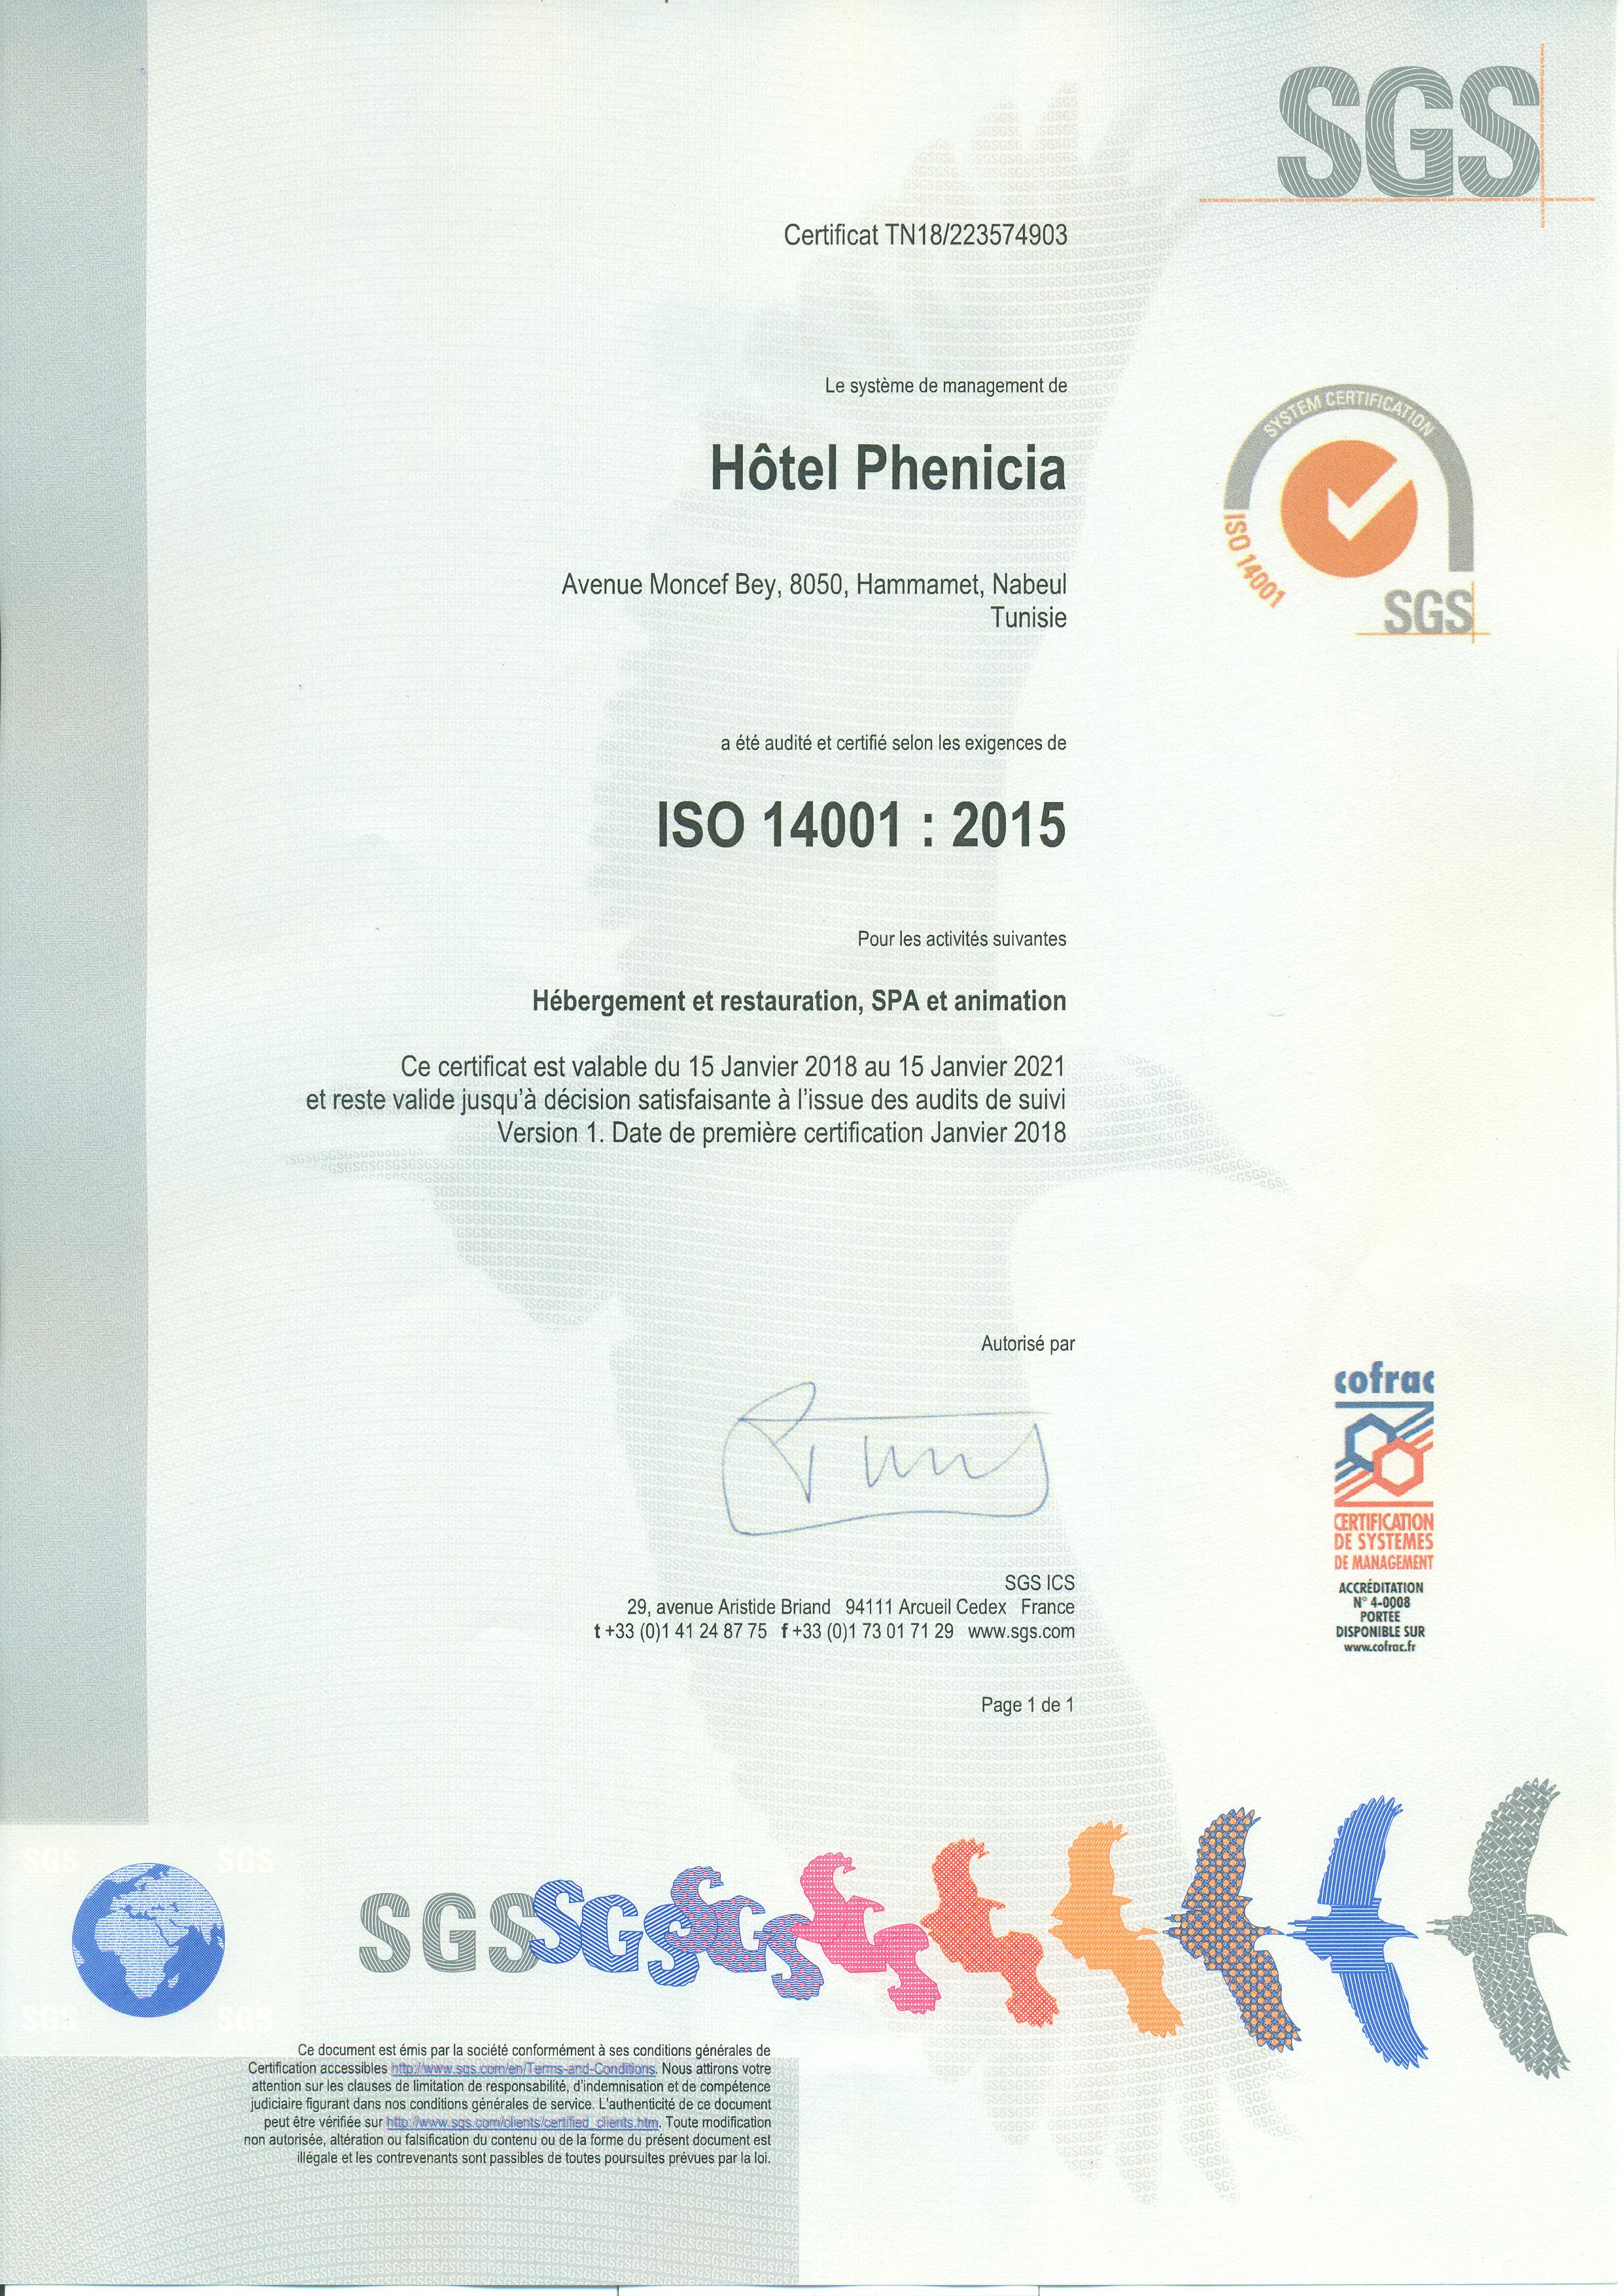 SGS
Certificat TN18/223574903
Le système de management de
Hôtel Phenicia
SYSTEM CERTIFICATION
ISO 14001
SGS
Avenue Moncef Bey, 8050, Hammamet, Nabeul
Tunisie
a été audité et certifié selon les exigences de
ISO 14001 : 2015
Pour les activités suivantes
Hébergement et restauration, SPA et animation
Ce certificat est valable du 15 Janvier 2018 au 15 Janvier 2021
et reste valide jusqu'à décision satisfaisante à l'issue des audits de suivi
Version 1. Date de première certification Janvier 2018
Autorisé par
cofrac
CERTIFICATION
DE SYSTEMES
DE MANAGEMENT
ACCRÉDITATION
N° 4-0008
PORTEE
DISPONIBLE SUR
www.cofrac.fr
SGS ICS
29, avenue Aristide Briand 94111 Arcueil Cedex France
t +33 (0)1 41 24 87 75 f +33 (0)1 73 01 71 29 www.sgs.com
Page 1 de 1
SGS SGS
SGS SGS
SGS SGS SGS
Ce document est émis par la société conformément à ses conditions générales de
Certification accessibles http://www.sgs.com/en/Terms-and-Conditions. Nous attirons votre
attention sur les clauses de limitation de responsabilité, d'indemnisation et de compétence
judiciaire figurant dans nos conditions générales de service. L'authenticité de ce document
peut être vérifiée sur http://www.sgs.com/clients/certified_clients.htm. Toute modification
non autorisée, altération ou falsification du contenu ou de la forme du présent document est
illégale et les contrevenants sont passibles de toutes poursuites prévues par la loi.